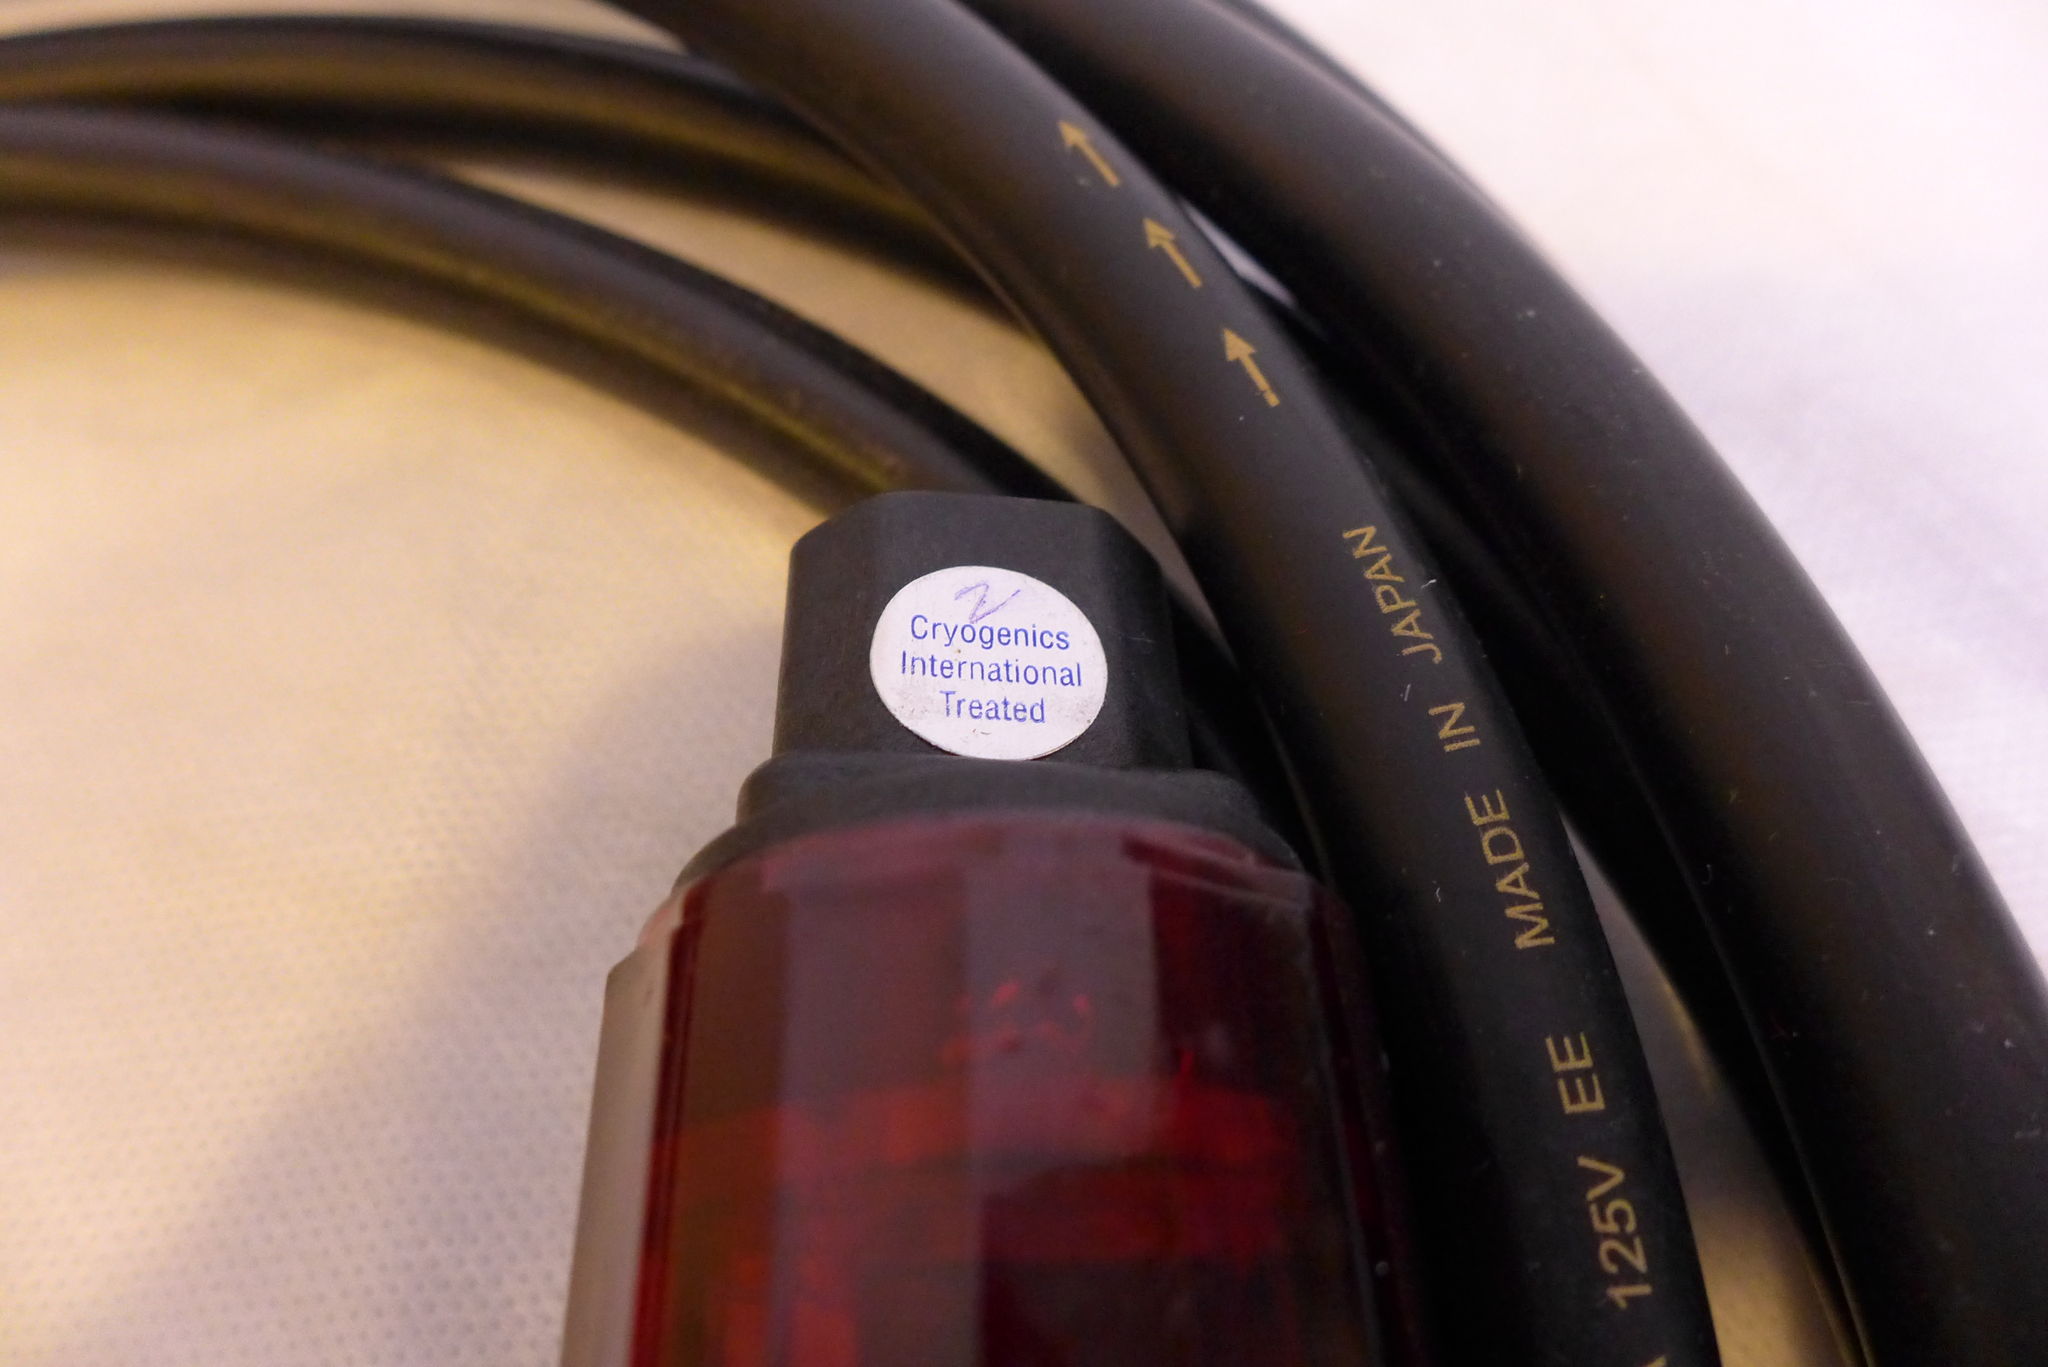 Cryogenics
International
Treated
125V EE MADE IN JAPAN